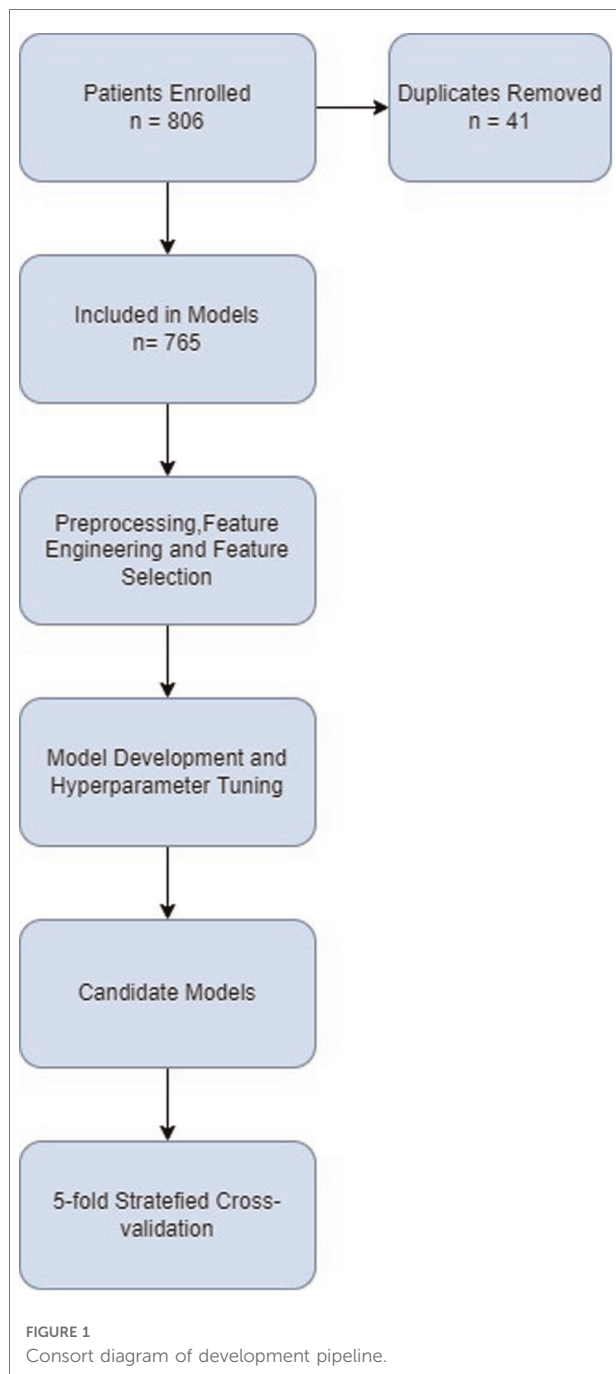 Patients Enrolled
n = 806
Duplicates Removed
n = 41
Included in Models
n= 765
Preprocessing,Feature
Engineering and Feature
Selection
Model Development and
Hyperparameter Tuning
Candidate Models
5-fold Stratefied Cross-
validation
FIGURE 1
Consort diagram of development pipeline.